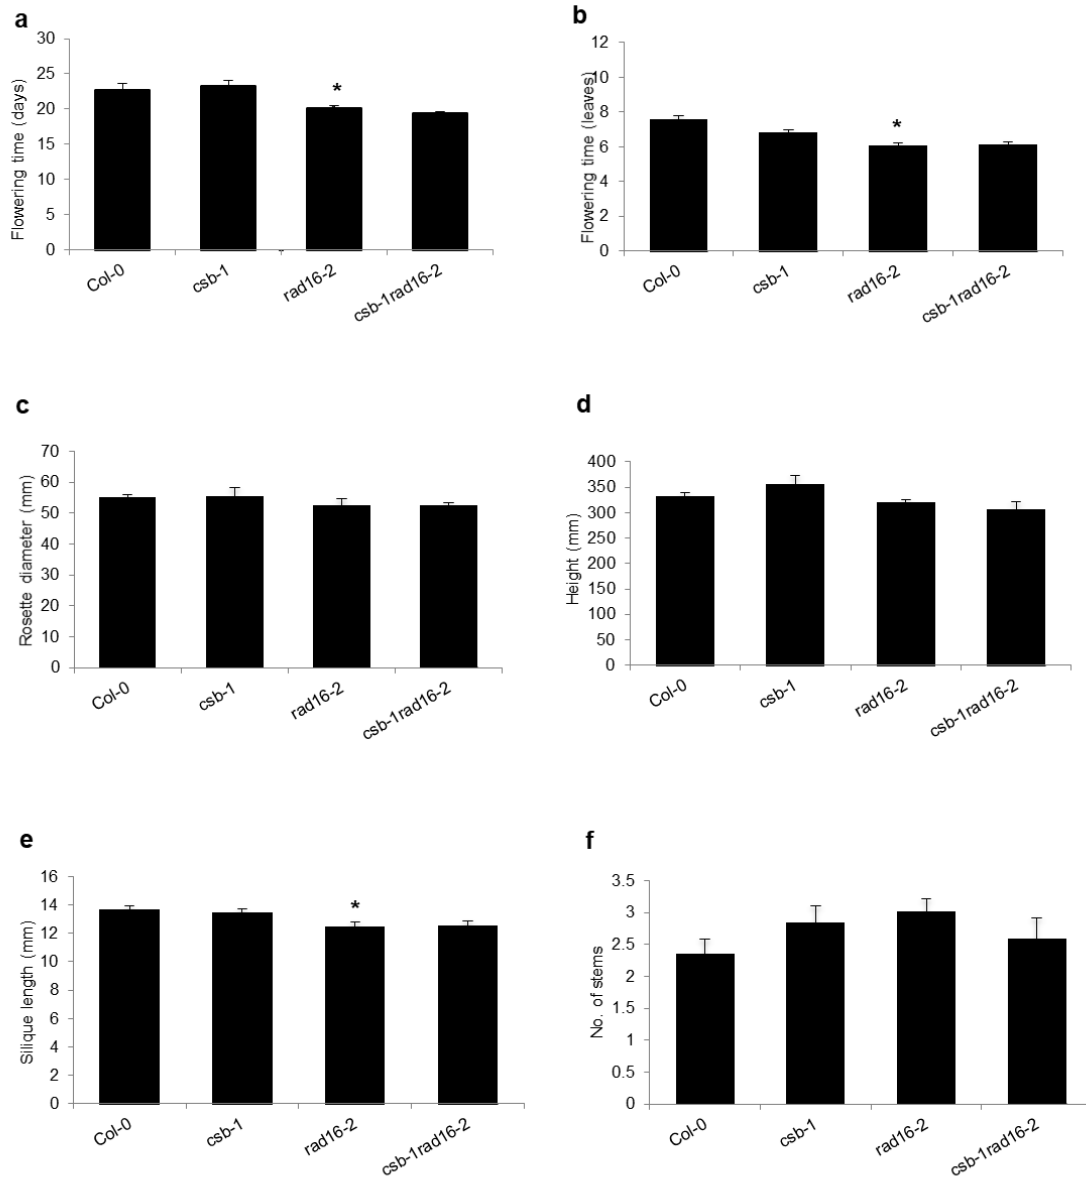 a
30
25
20
15
10
5
0
Flowering time (days)
*
Col-0
csb-1
rad16-2
csb-1rad16-2
b
12
10
8
6
4
2
0
Flowering time (leaves)
*
Col-0
csb-1
rad16-2
csb-1rad16-2
c
70
60
50
40
30
20
10
0
Rosette diameter (mm)
Col-0
csb-1
rad16-2
csb-1rad16-2
d
400
350
300
250
200
150
100
50
0
Height (mm)
Col-0
csb-1
rad16-2
csb-1rad16-2
e
16
14
12
10
8
6
4
2
0
Silique length (mm)
*
Col-0
csb-1
rad16-2
csb-1rad16-2
f
3.5
3
2.5
2
1.5
1
0.5
0
No. of stems
Col-0
csb-1
rad16-2
csb-1rad16-2